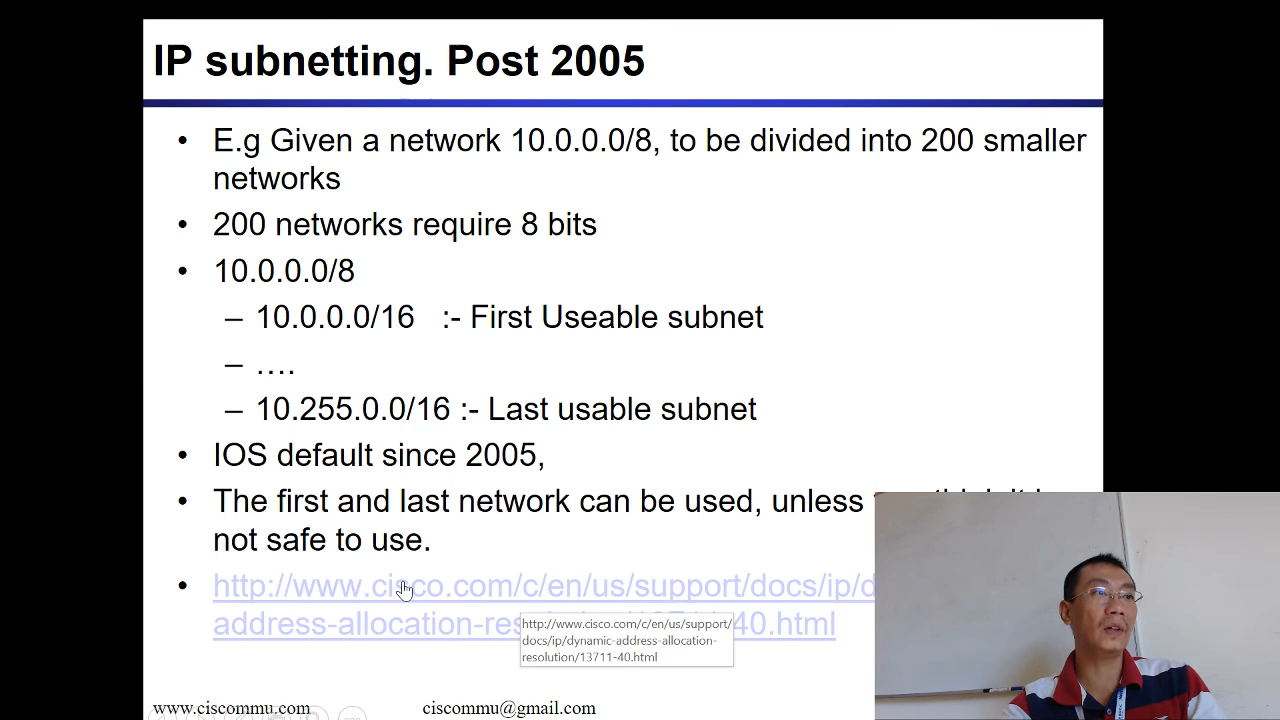 IP subnetting. Post 2005
• E.g Given a network 10.0.0.0/8, to be divided into 200 smaller
networks
• 200 networks require 8 bits
• 10.0.0.0/8
– 10.0.0.0/16 :- First Useable subnet
– ….
– 10.255.0.0/16 :- Last usable subnet
• IOS default since 2005,
• The first and last network can be used, unless
not safe to use.
• http://www.cisco.com/c/en/us/support/docs/ip/d
address-allocation-res 40.html
http://www.cisco.com/c/en/us/support/
docs/ip/dynamic-address-allocation-
resolution/13711-40.html
www.ciscommu.com ciscommu@gmail.com